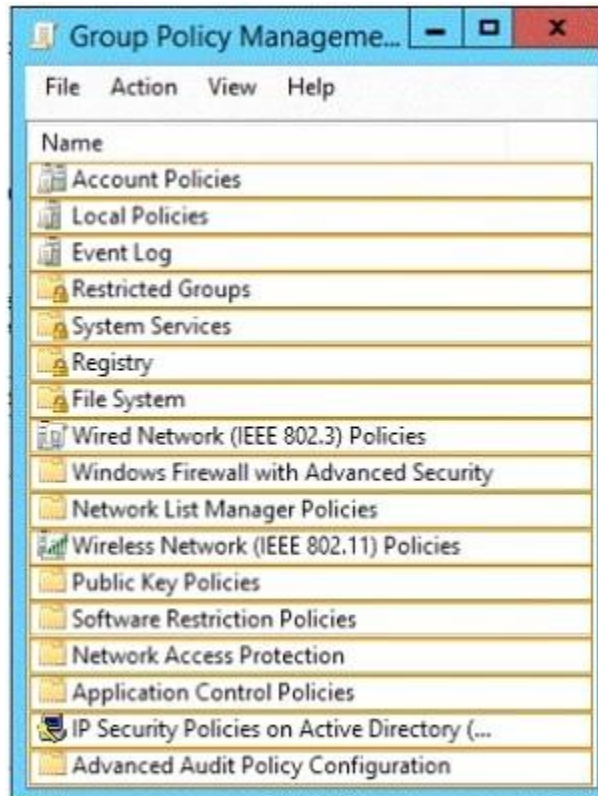 Group Policy Manageme...
File Action View Help
Name
Account Policies
Local Policies
Event Log
Restricted Groups
System Services
Registry
File System
Wired Network (IEEE 802.3) Policies
Windows Firewall with Advanced Security
Network List Manager Policies
Wireless Network (IEEE 802.11) Policies
Public Key Policies
Software Restriction Policies
Network Access Protection
Application Control Policies
IP Security Policies on Active Directory (...
Advanced Audit Policy Configuration